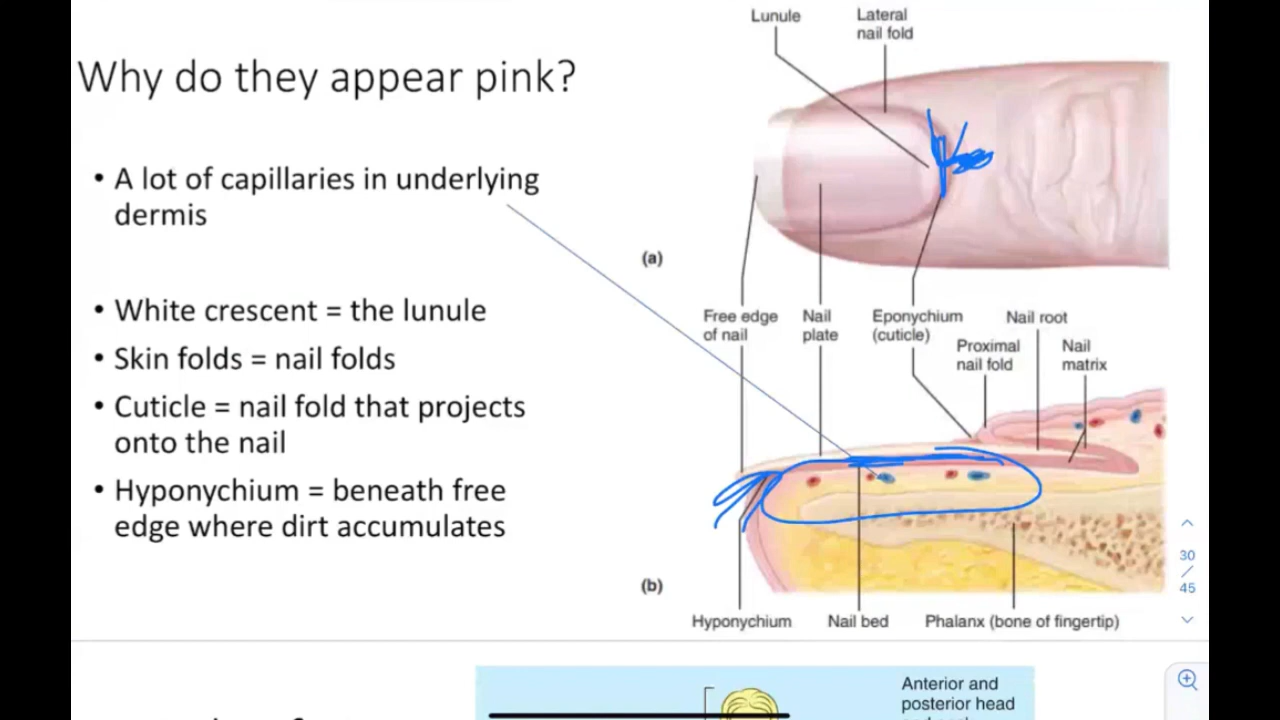 Why do they appear pink?
• A lot of capillaries in underlying
dermis
• White crescent = the lunule
• Skin folds = nail folds
• Cuticle = nail fold that projects
onto the nail
• Hyponychium = beneath free
edge where dirt accumulates
Lunule
Lateral
nail fold
(a)
Free edge
of nail
Nail
plate
Eponychium
(cuticle)
Proximal
nail fold
Nail root
Nail
matrix
(b)
Hyponychium
Nail bed
Phalanx (bone of fingertip)
30
/
45
Anterior and
posterior head